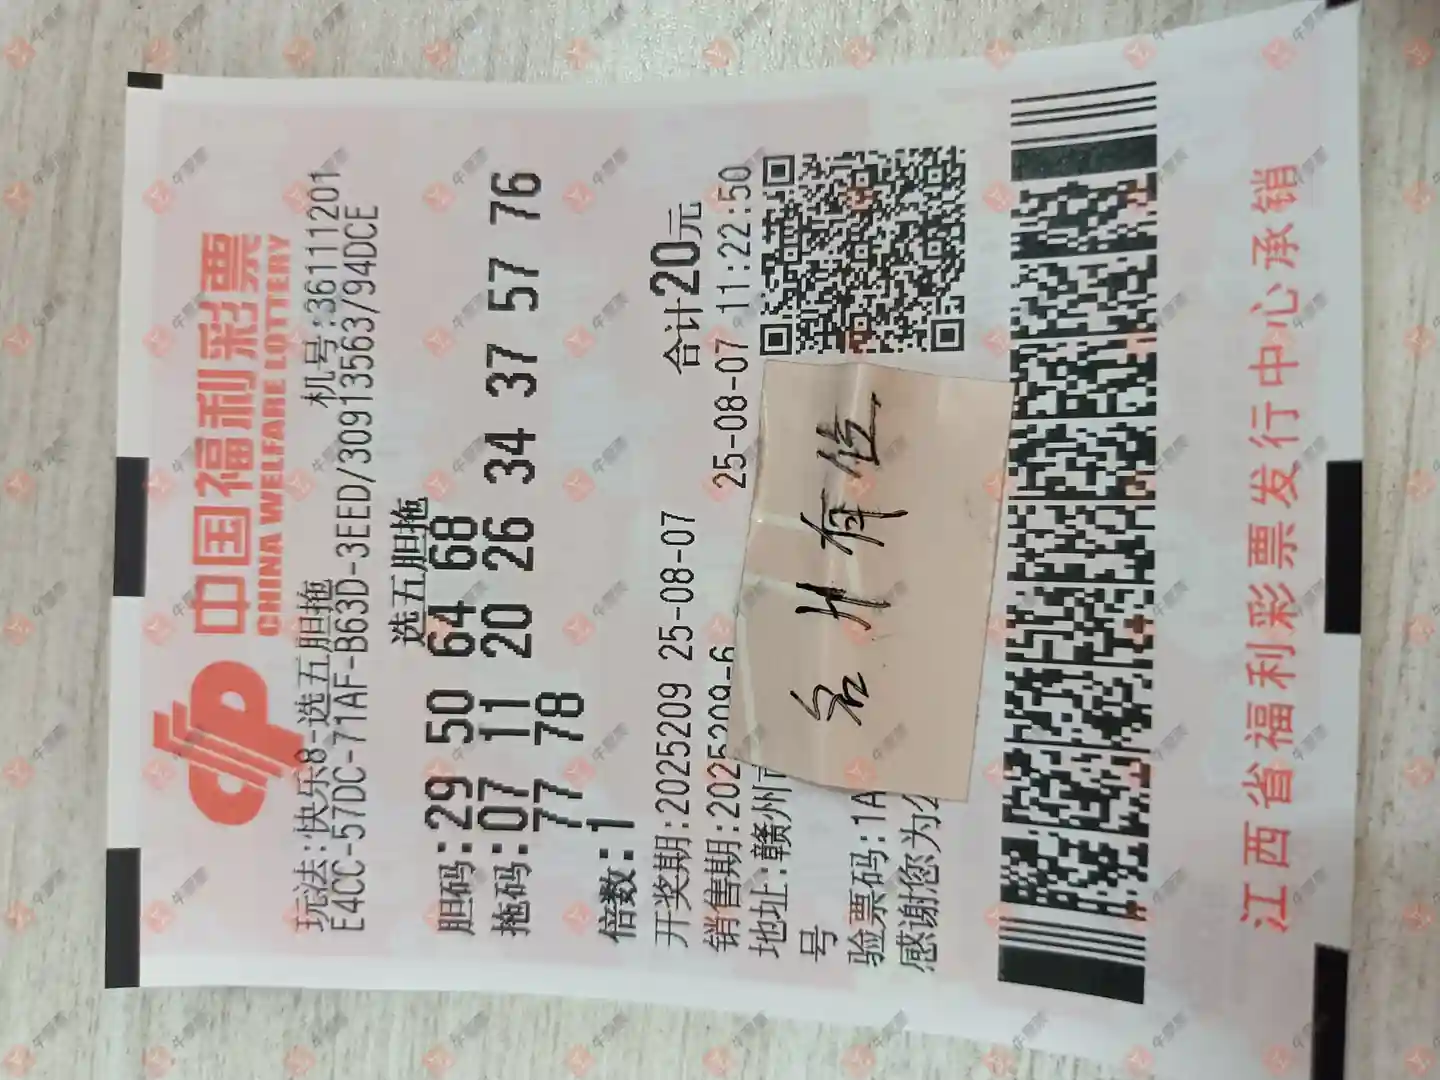 中国福利彩票
CHINA WELFARE LOTTERY
玩法:快乐8-选五胆拖 机号:36111201
E4CC-57DC-71AF-B63D-3EED/309135563/94DCE
选五胆拖
胆码:29 50 64 68
拖码:07 11 20 26 34 37 57 76
77 78
倍数:1
合计20元
开奖期:2025209 25-08-07
销售期:2025209-6 25-08-07 11:22:50
地址:赣州市
号
验票码:1A
感谢您为公
江西省福利彩票发行中心承销